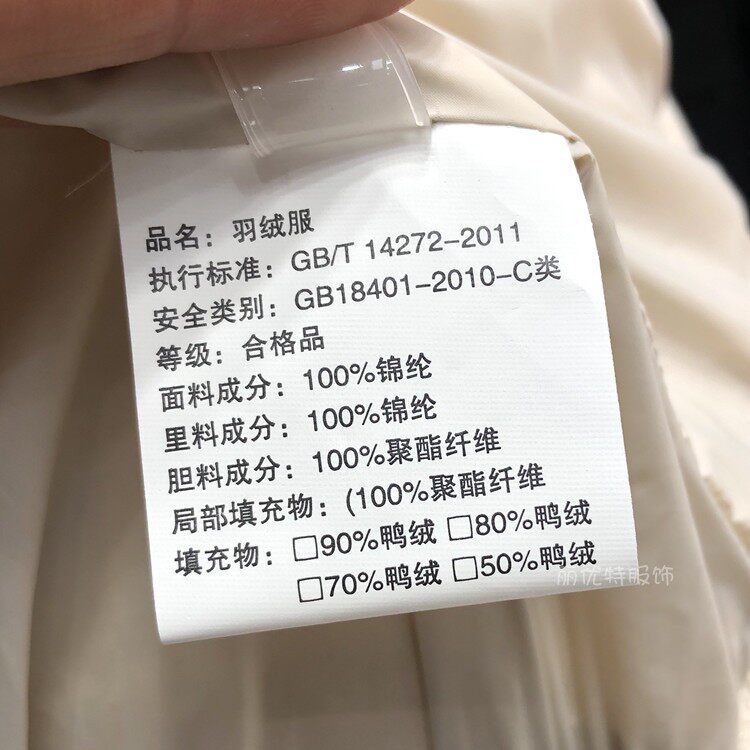 品名：羽绒服
执行标准：GB/T 14272-2011
安全类别：GB18401-2010-C类
等级：合格品
面料成分：100%锦纶
里料成分：100%锦纶
胆料成分：100%聚酯纤维
局部填充物：(100%聚酯纤维
填充物：□90%鸭绒 □80%鸭绒
□70%鸭绒 □50%鸭绒
丽优特服饰